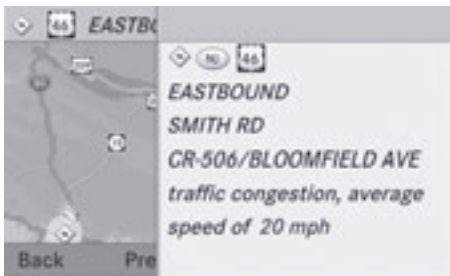 46 EASTB
NJ 46
EASTBOUND
SMITH RD
CR-506/BLOOMFIELD AVE
traffic congestion, average
speed of 20 mph
Back Pre